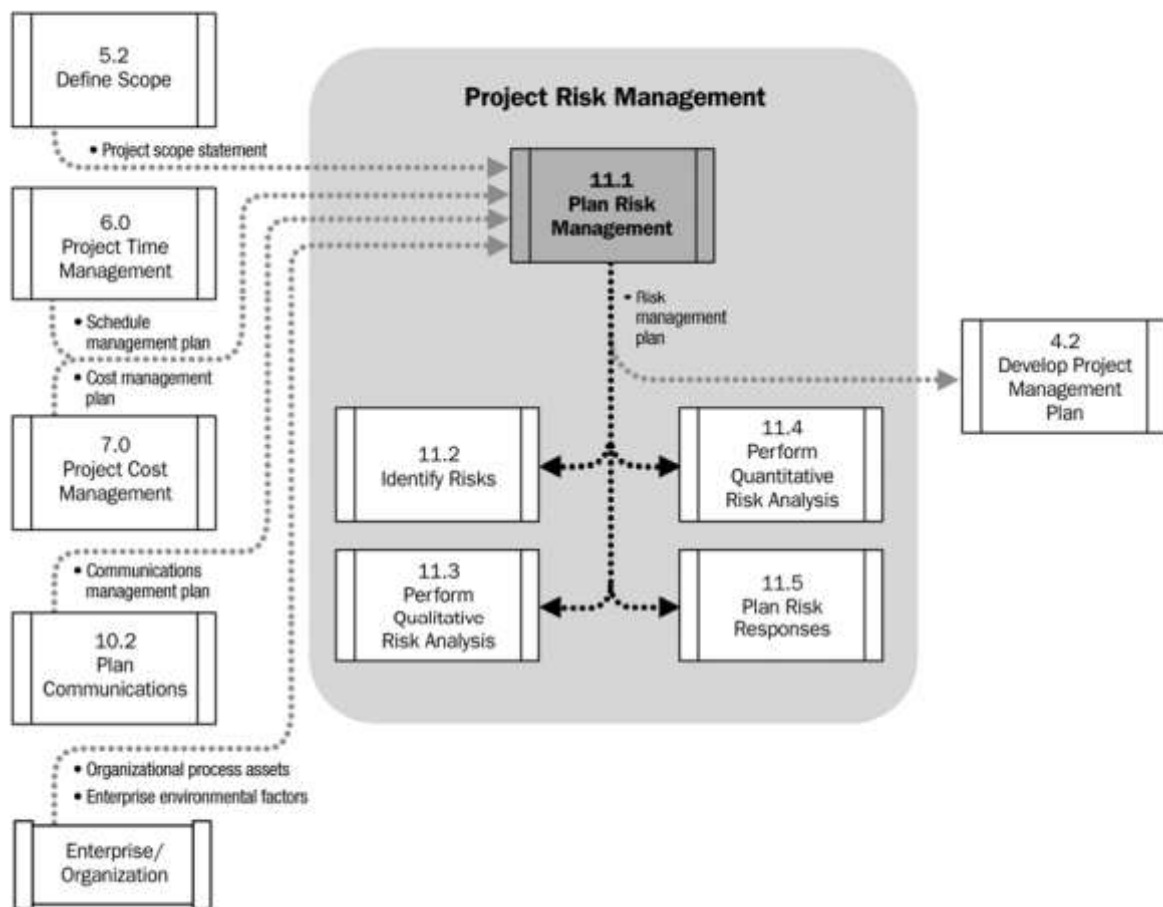 5.2
Define Scope
• Project scope statement
6.0
Project Time
Management
• Schedule
management plan
• Cost management
plan
7.0
Project Cost
Management
• Communications
management plan
10.2
Plan
Communications
• Organizational process assets
• Enterprise environmental factors
Enterprise/
Organization
Project Risk Management
11.1
Plan Risk
Management
• Risk
management
plan
11.2
Identify Risks
11.4
Perform
Quantitative
Risk Analysis
11.3
Perform
Qualitative
Risk Analysis
11.5
Plan Risk
Responses
4.2
Develop Project
Management
Plan